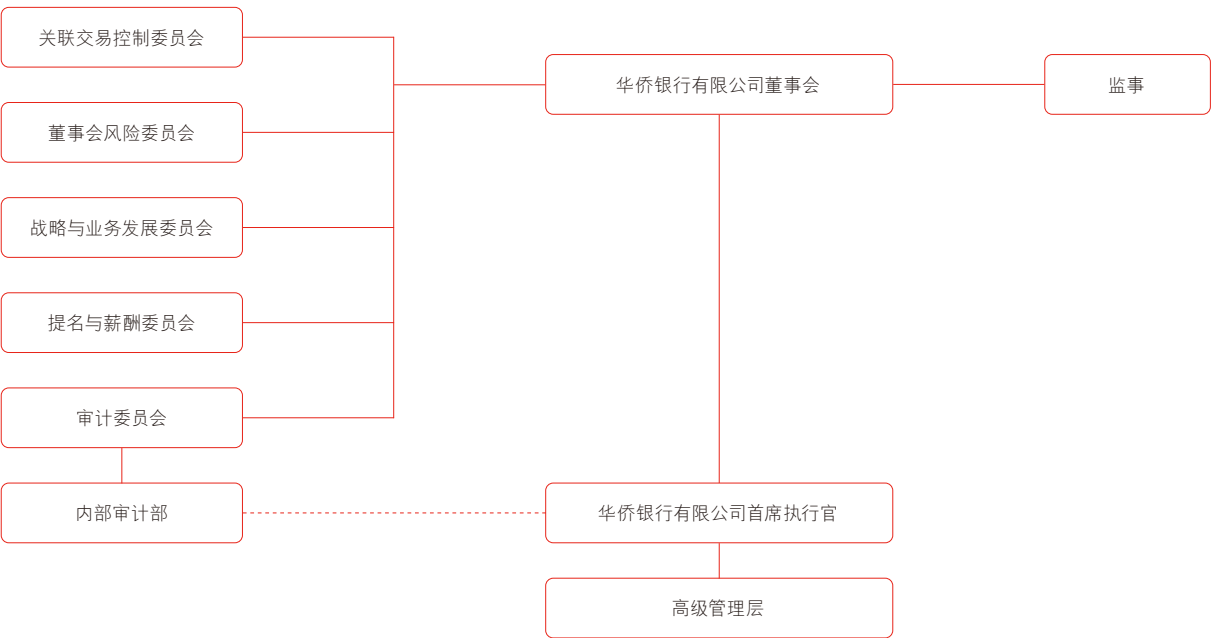 关联交易控制委员会
华侨银行有限公司董事会
监事
董事会风险委员会
战略与业务发展委员会
提名与薪酬委员会
审计委员会
内部审计部
华侨银行有限公司首席执行官
高级管理层